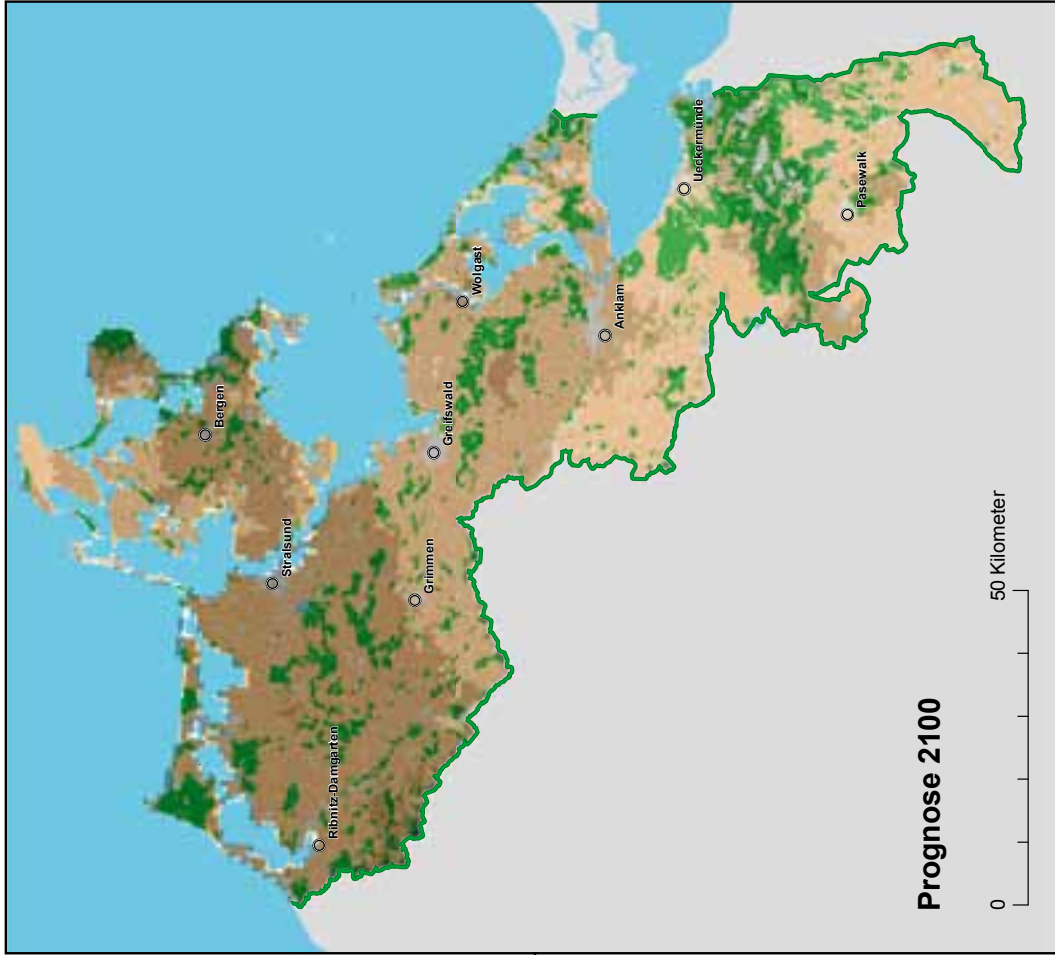 Bergen
Stralsund
Wolgast
Greifswald
Grimmen
Ribnitz-Damgarten
Anklam
Ueckermünde
Pasewalk
Prognose 2100
0 50 Kilometer